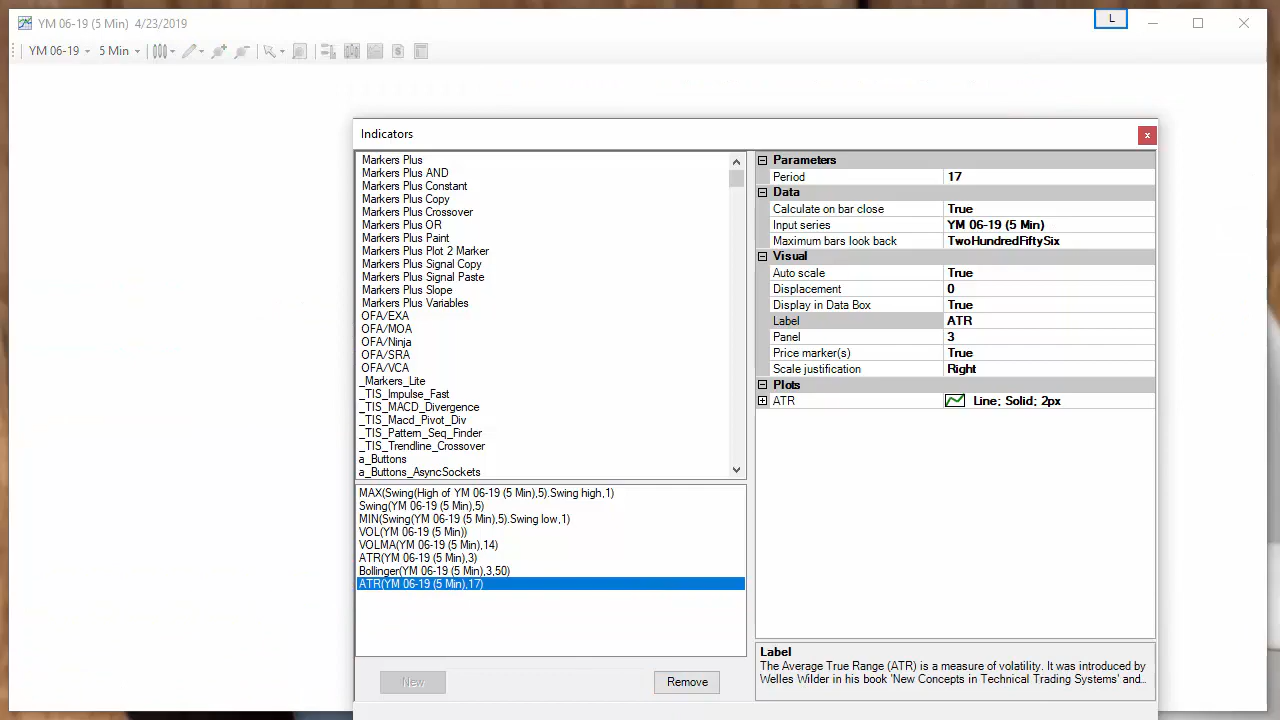 YM 06-19 (5 Min)  4/23/2019
L
YM 06-19
5 Min
Indicators
x
Markers Plus
Markers Plus AND
Markers Plus Constant
Markers Plus Copy
Markers Plus Crossover
Markers Plus OR
Markers Plus Paint
Markers Plus Plot 2 Marker
Markers Plus Signal Copy
Markers Plus Signal Paste
Markers Plus Slope
Markers Plus Variables
OFA/EXA
OFA/MOA
OFA/Ninja
OFA/SRA
OFA/VCA
_Markers_Lite
_TIS_Impulse_Fast
_TIS_MACD_Divergence
_TIS_Macd_Pivot_Div
_TIS_Pattern_Seq_Finder
_TIS_Trendline_Crossover
a_Buttons
a_Buttons_AsyncSockets
MAX(Swing(High of YM 06-19 (5 Min),5).Swing high,1)
Swing(YM 06-19 (5 Min),5)
MIN(Swing(YM 06-19 (5 Min),5).Swing low,1)
VOL(YM 06-19 (5 Min))
VOLMA(YM 06-19 (5 Min),14)
ATR(YM 06-19 (5 Min),3)
Bollinger(YM 06-19 (5 Min),3,50)
ATR(YM 06-19 (5 Min),17)
New
Remove
Parameters
Period 17
Data
Calculate on bar close True
Input series YM 06-19 (5 Min)
Maximum bars look back TwoHundredFiftySix
Visual
Auto scale True
Displacement 0
Display in Data Box True
Label ATR
Panel 3
Price marker(s) True
Scale justification Right
Plots
ATR Line; Solid; 2px
Label
The Average True Range (ATR) is a measure of volatility. It was introduced by
Welles Wilder in his book 'New Concepts in Technical Trading Systems' and...